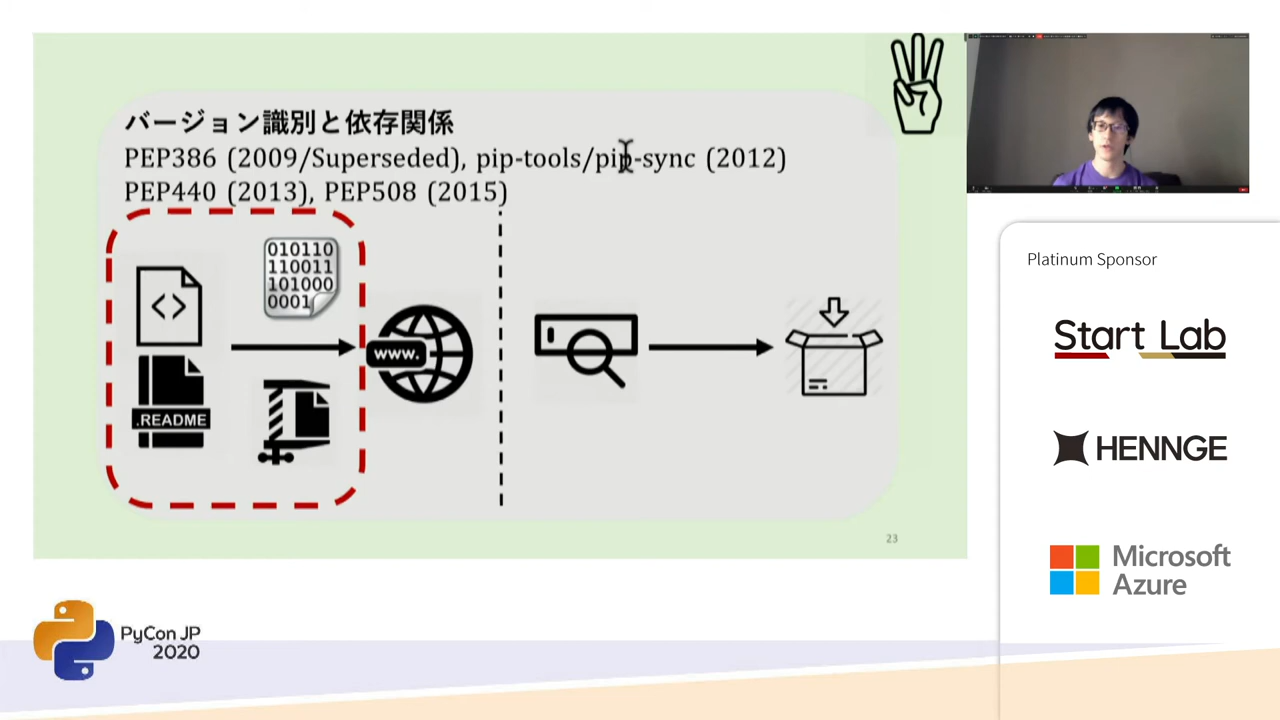 バージョン識別と依存関係
PEP386 (2009/Superseded), pip-tools/pip-sync (2012)
PEP440 (2013), PEP508 (2015)
010110
110011
101000
0001
<>
.README
www.
23
Platinum Sponsor
Start Lab
HENNGE
Microsoft
Azure
PyCon JP
2020